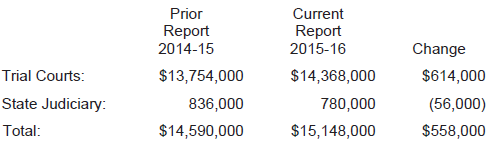 Prior Current
Report Report
2014-15 2015-16 Change
Trial Courts: $13,754,000 $14,368,000 $614,000
State Judiciary: 836,000 780,000 (56,000)
Total: $14,590,000 $15,148,000 $558,000